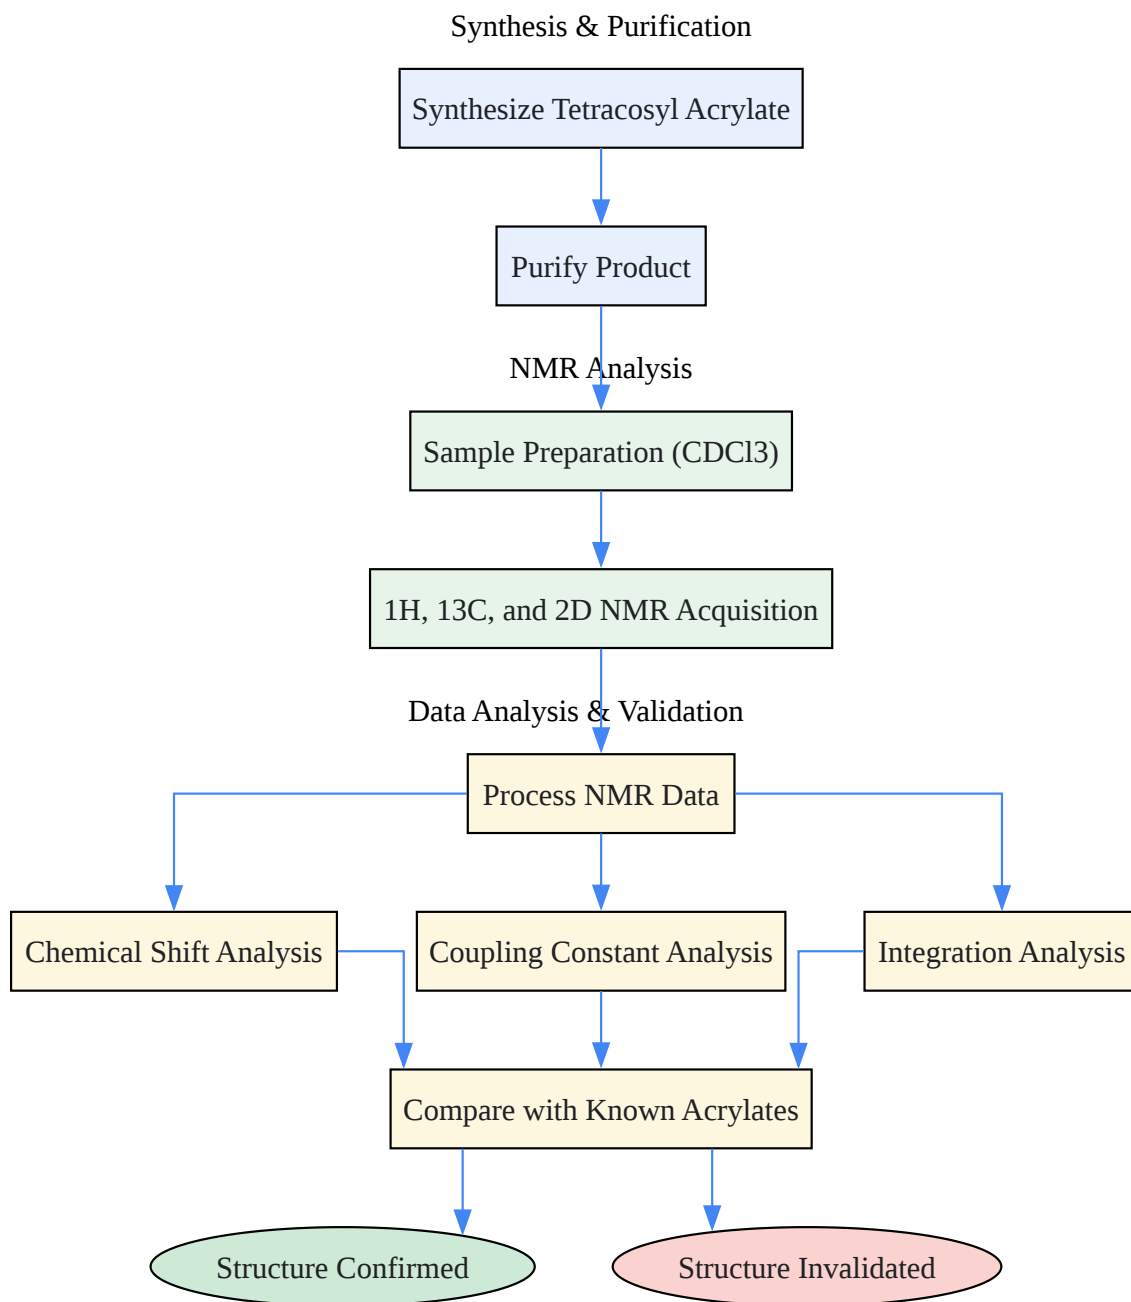 Synthesis & Purification
Synthesize Tetracosyl Acrylate
Purify Product
NMR Analysis
Sample Preparation (CDCl3)
1H, 13C, and 2D NMR Acquisition
Data Analysis & Validation
Process NMR Data
Chemical Shift Analysis
Coupling Constant Analysis
Integration Analysis
Compare with Known Acrylates
Structure Confirmed
Structure Invalidated